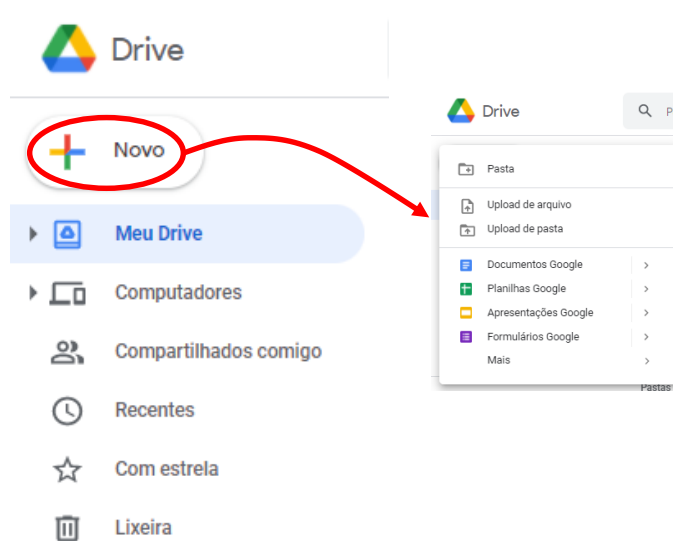 Drive
Novo
Meu Drive
Computadores
Compartilhados comigo
Recentes
Com estrela
Lixeira
Drive
P
Pasta
Upload de arquivo
Upload de pasta
Documentos Google
Planilhas Google
Apresentações Google
Formulários Google
Mais
Pastas